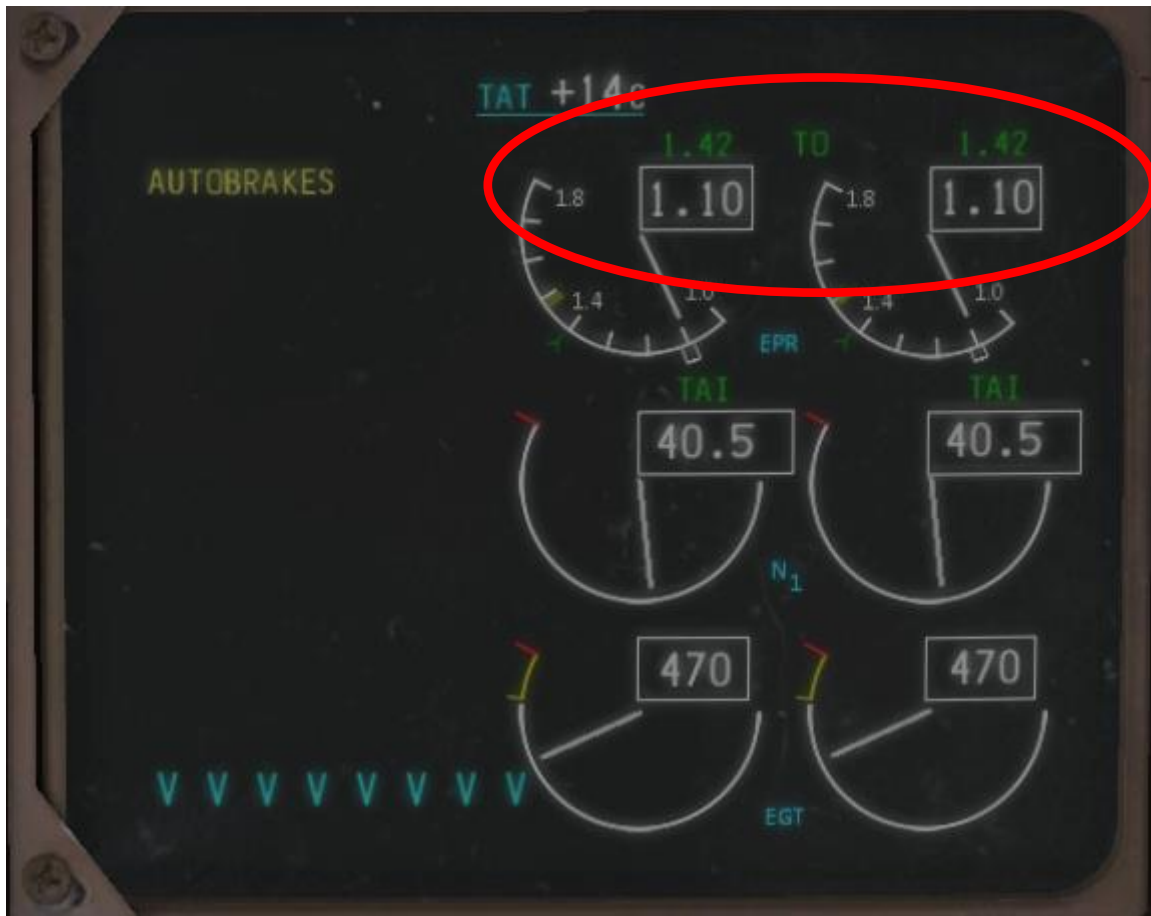 TAT +14c
1.42 TO 1.42
AUTOBRAKES
1.10 1.10
1.8 1.8
1.4 1.0 1.4 1.0
EPR
TAI TAI
40.5 40.5
N1
470 470
V V V V V V V V
EGT